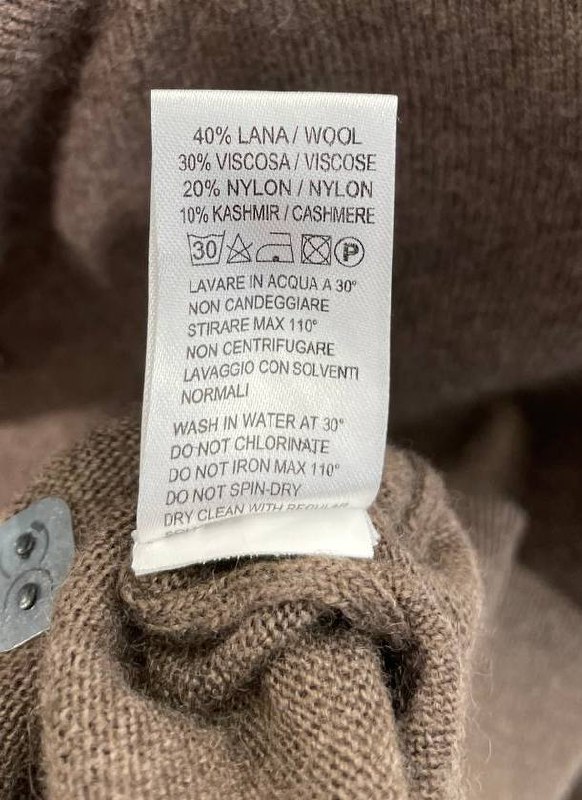 40% LANA / WOOL
30% VISCOSA / VISCOSE
20% NYLON / NYLON
10% KASHMIR / CASHMERE
30 P
LAVARE IN ACQUA A 30°
NON CANDEGGIARE
STIRARE MAX 110°
NON CENTRIFUGARE
LAVAGGIO CON SOLVENTI
NORMALI
WASH IN WATER AT 30°
DO NOT CHLORINATE
DO NOT IRON MAX 110°
DO NOT SPIN-DRY
DRY CLEAN WITH REGULAR